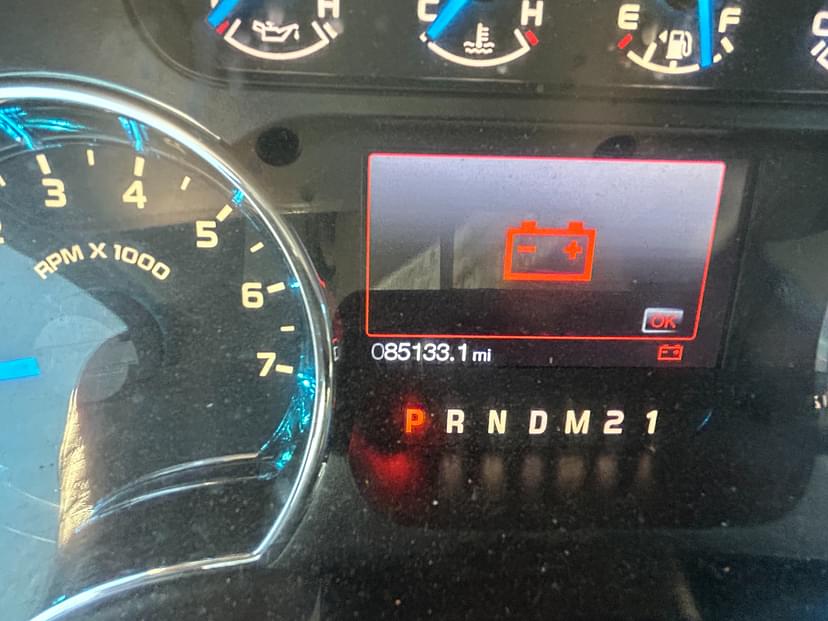 H
C H
E F
C
3
4
5
6
7
RPM X 1000
- +
OK
085133.1 mi
- +
P R N D M 2 1